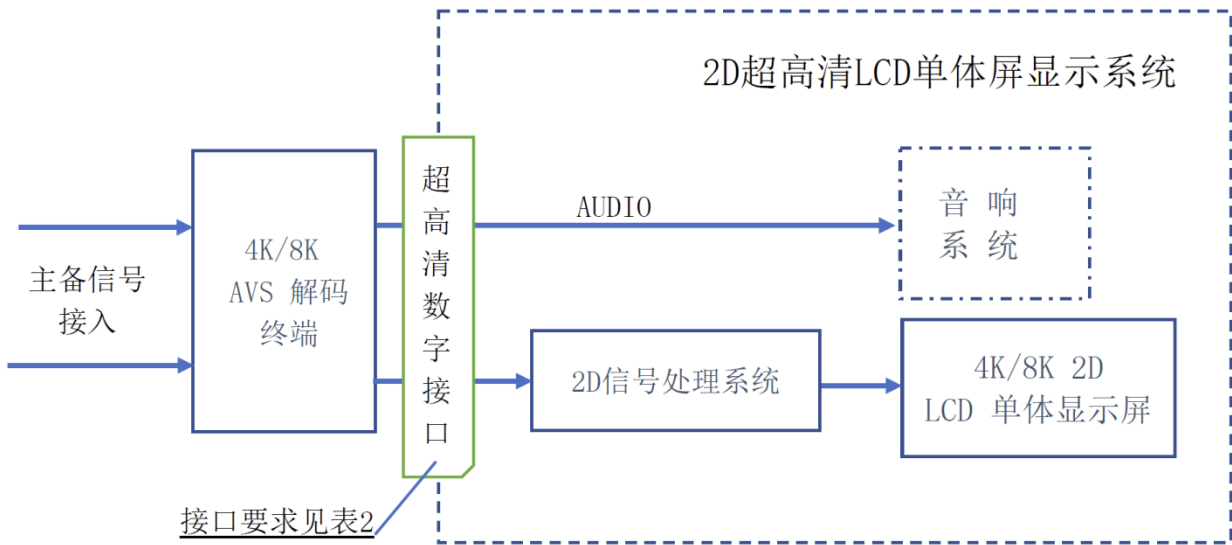 2D超高清LCD单体屏显示系统
主备信号
接入
4K/8K
AVS 解码
终端
超
高
清
数
字
接
口
AUDIO
音 响
系 统
2D信号处理系统
4K/8K 2D
LCD 单体显示屏
接口要求见表2